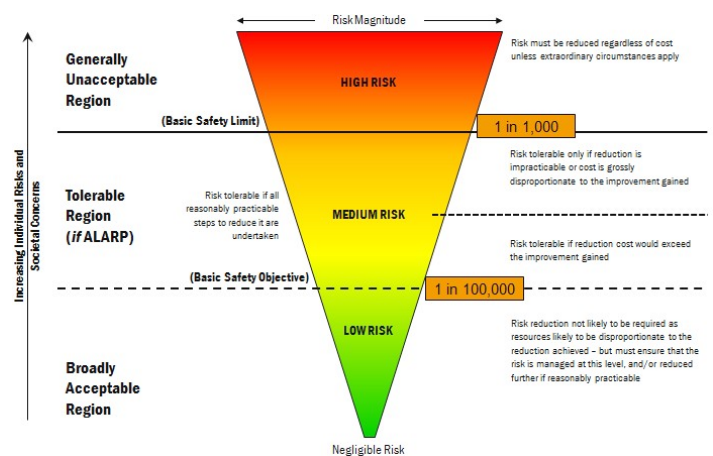 Risk Magnitude
Generally
Unacceptable
Region
HIGH RISK
Risk must be reduced regardless of cost
unless extraordinary circumstances apply
(Basic Safety Limit)
1 in 1,000
Increasing Individual Risks and
Societal Concerns
Tolerable
Region
(if ALARP)
Risk tolerable if all
reasonably practicable
steps to reduce it are
undertaken
MEDIUM RISK
Risk tolerable only if reduction is
impracticable or cost is grossly
disproportionate to the improvement gained
Risk tolerable if reduction cost would exceed
the improvement gained
(Basic Safety Objective)
1 in 100,000
LOW RISK
Broadly
Acceptable
Region
Risk reduction not likely to be required as
resources likely to be disproportionate to the
reduction achieved – but must ensure that the
risk is managed at this level, and/or reduced
further if reasonably practicable
Negligible Risk